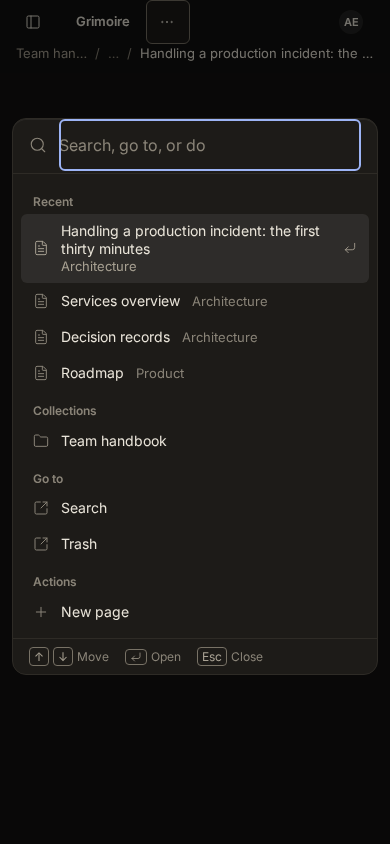 Grimoire
AE
Team han... / ... / Handling a production incident: the ...
Search, go to, or do
Recent
Handling a production incident: the first
thirty minutes
Architecture
Services overview Architecture
Decision records Architecture
Roadmap Product
Collections
Team handbook
Go to
Search
Trash
Actions
New page
↑ ↓ Move Open Esc Close